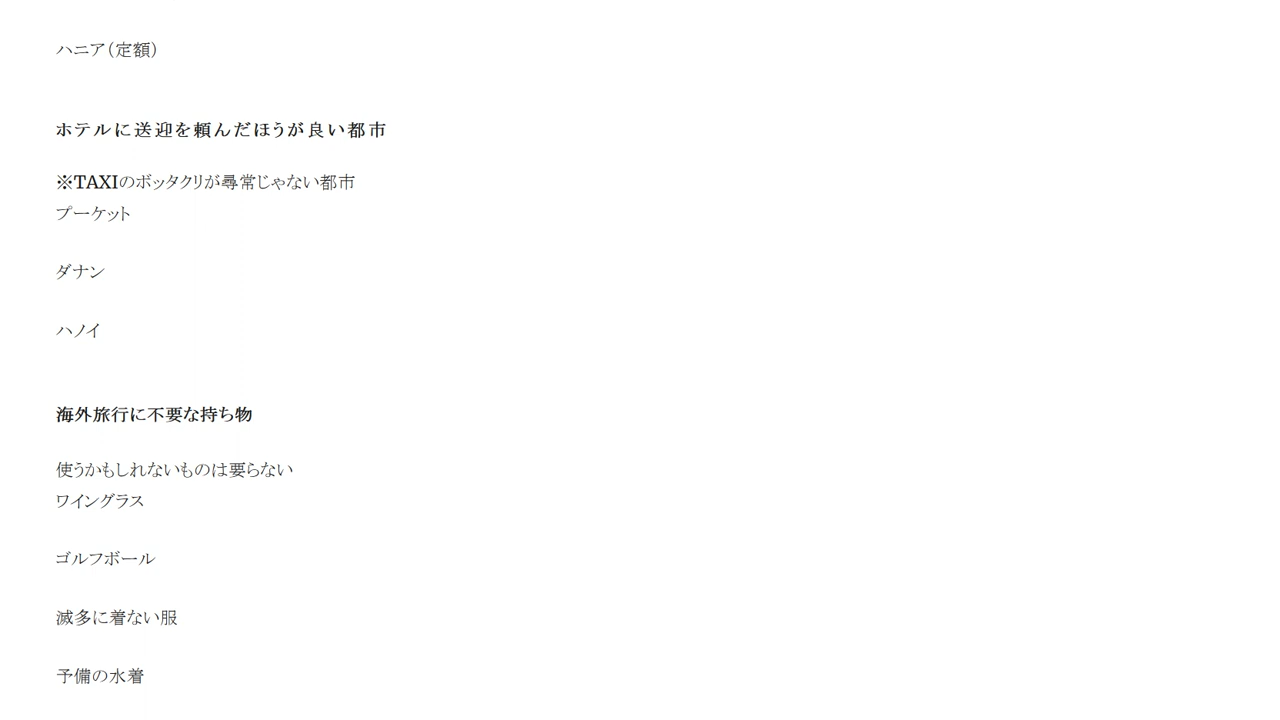 ハニア（定額）
ホテルに送迎を頼んだほうが良い都市
※TAXIのボッタクリが尋常じゃない都市
プーケット
ダナン
ハノイ
海外旅行に不要な持ち物
使うかもしれないものは要らない
ワイングラス
ゴルフボール
滅多に着ない服
予備の水着